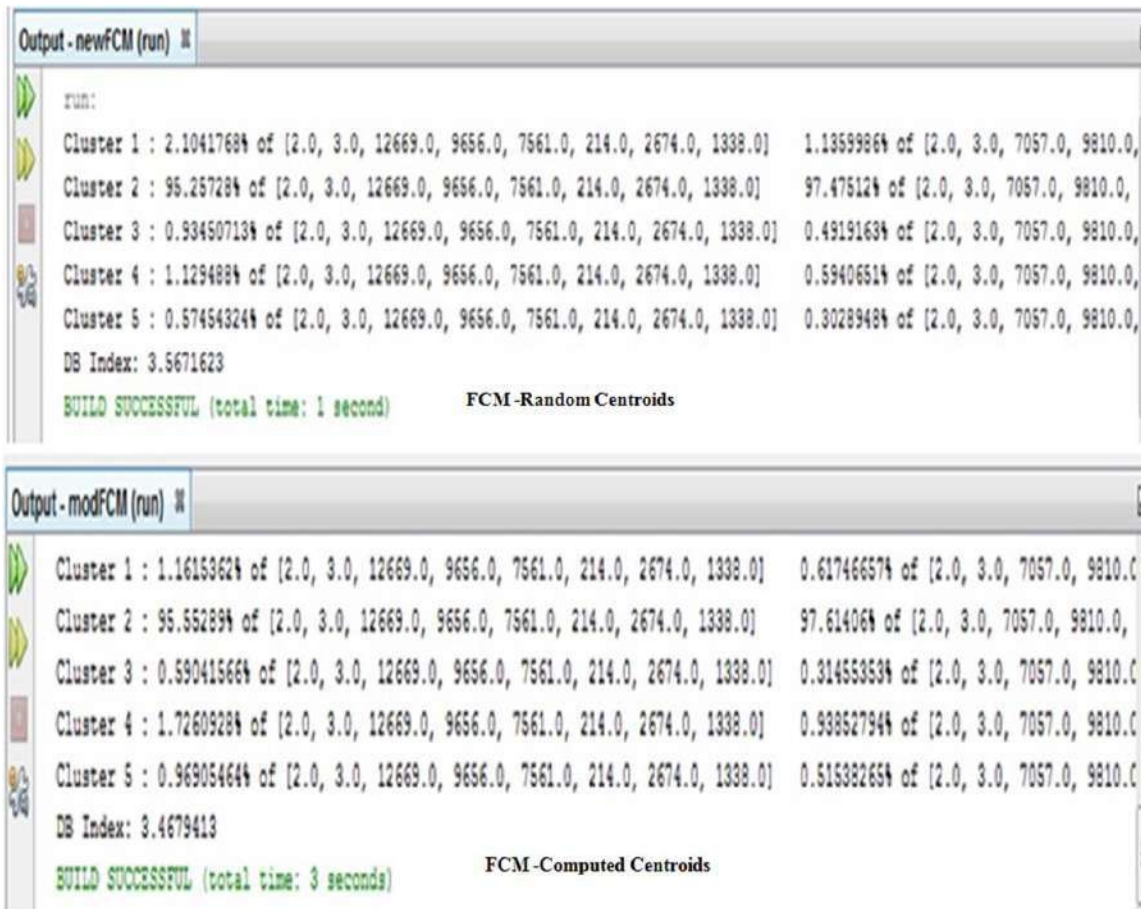 Output - newFCM (run)
run:
Cluster 1 : 2.1041768% of [2.0, 3.0, 12669.0, 9656.0, 7561.0, 214.0, 2674.0, 1338.0] 1.1359986% of [2.0, 3.0, 7057.0, 9810.0,
Cluster 2 : 95.25728% of [2.0, 3.0, 12669.0, 9656.0, 7561.0, 214.0, 2674.0, 1338.0] 97.47512% of [2.0, 3.0, 7057.0, 9810.0,
Cluster 3 : 0.93450713% of [2.0, 3.0, 12669.0, 9656.0, 7561.0, 214.0, 2674.0, 1338.0] 0.4919163% of [2.0, 3.0, 7057.0, 9810.0,
Cluster 4 : 1.129488% of [2.0, 3.0, 12669.0, 9656.0, 7561.0, 214.0, 2674.0, 1338.0] 0.5940651% of [2.0, 3.0, 7057.0, 9810.0,
Cluster 5 : 0.57454324% of [2.0, 3.0, 12669.0, 9656.0, 7561.0, 214.0, 2674.0, 1338.0] 0.3028948% of [2.0, 3.0, 7057.0, 9810.0,
DB Index: 3.5671623
BUILD SUCCESSFUL (total time: 1 second) FCM -Random Centroids
Output - modFCM (run)
Cluster 1 : 1.1615362% of [2.0, 3.0, 12669.0, 9656.0, 7561.0, 214.0, 2674.0, 1338.0] 0.61746657% of [2.0, 3.0, 7057.0, 9810.0
Cluster 2 : 95.55289% of [2.0, 3.0, 12669.0, 9656.0, 7561.0, 214.0, 2674.0, 1338.0] 97.61406% of [2.0, 3.0, 7057.0, 9810.0,
Cluster 3 : 0.59041566% of [2.0, 3.0, 12669.0, 9656.0, 7561.0, 214.0, 2674.0, 1338.0] 0.31455353% of [2.0, 3.0, 7057.0, 9810.0
Cluster 4 : 1.7260928% of [2.0, 3.0, 12669.0, 9656.0, 7561.0, 214.0, 2674.0, 1338.0] 0.93852794% of [2.0, 3.0, 7057.0, 9810.0
Cluster 5 : 0.96905464% of [2.0, 3.0, 12669.0, 9656.0, 7561.0, 214.0, 2674.0, 1338.0] 0.51538265% of [2.0, 3.0, 7057.0, 9810.0
DB Index: 3.4679413
BUILD SUCCESSFUL (total time: 3 seconds) FCM -Computed Centroids